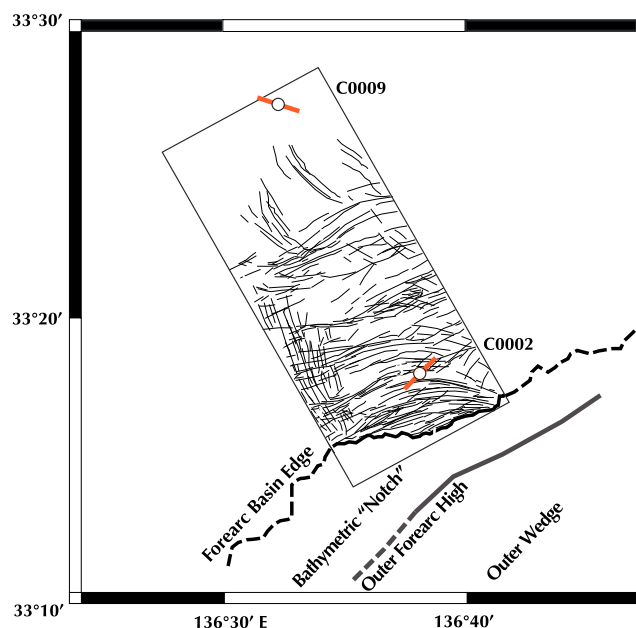 33°30′
C0009
33°20′
C0002
Forearc Basin Edge
Bathymetric “Notch”
Outer Forearc High
Outer Wedge
33°10′
136°30′ E
136°40′